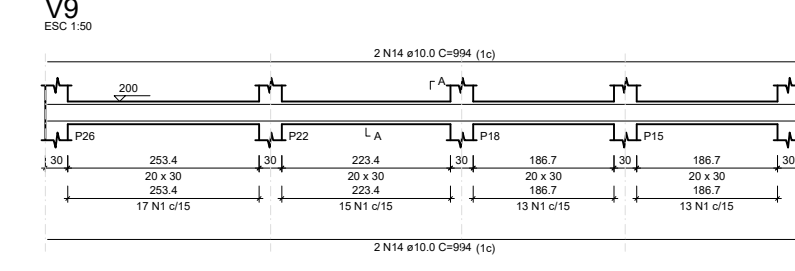 V9
ESC 1:50
2 N14 ø10.0 C=994 (1c)
A
200
P26 P22 A P18 P15
30 253.4 30 223.4 30 186.7 30 186.7 30
20 x 30 20 x 30 20 x 30 20 x 30
253.4 223.4 186.7 186.7
17 N1 c/15 15 N1 c/15 13 N1 c/15 13 N1 c/15
2 N14 ø10.0 C=994 (1c)